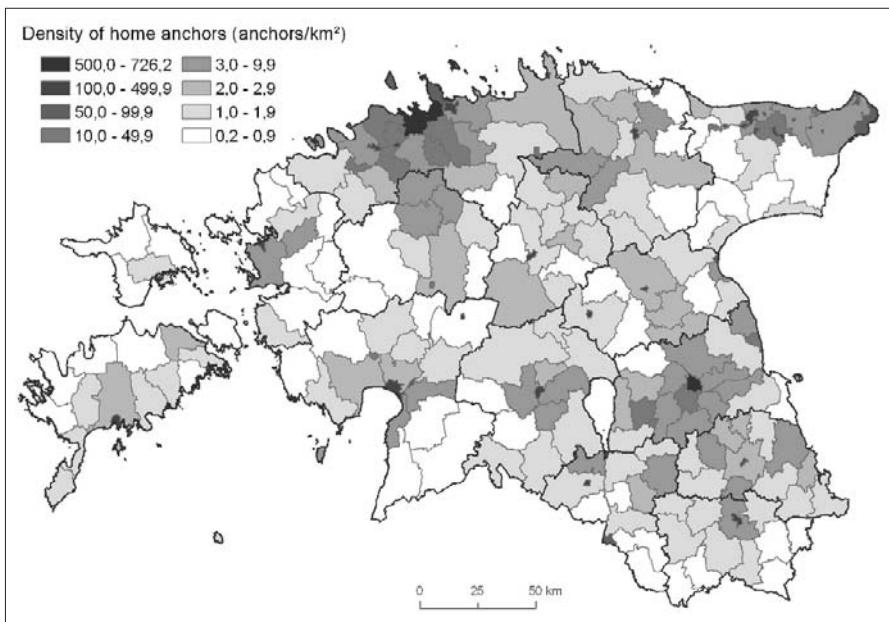 Density of home anchors (anchors/km²)
500,0 - 726,2
100,0 - 499,9
50,0 - 99,9
10,0 - 49,9
3,0 - 9,9
2,0 - 2,9
1,0 - 1,9
0,2 - 0,9
0 25 50 km